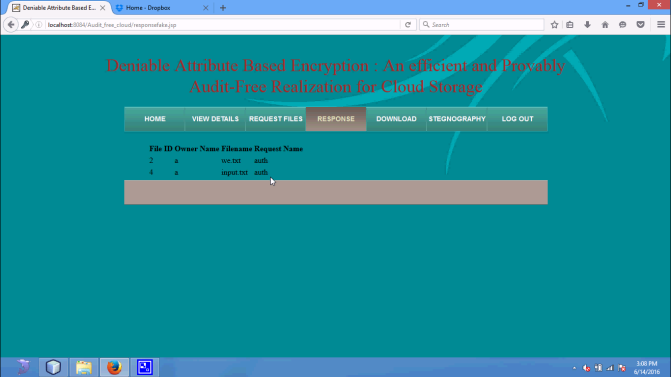 Deniable Attribute Based E...
Home - Dropbox
localhost:8084/Audit_free_cloud/responsefake.jsp
Search
Deniable Attribute Based Encryption : An efficient and Provably
Audit-Free Realization for Cloud Storage
HOME VIEW DETAILS REQUEST FILES RESPONSE DOWNLOAD STEGNOGRAPHY LOG OUT
File ID Owner Name Filename Request Name
2 a we.txt auth
4 a input.txt auth
3:08 PM
6/14/2016